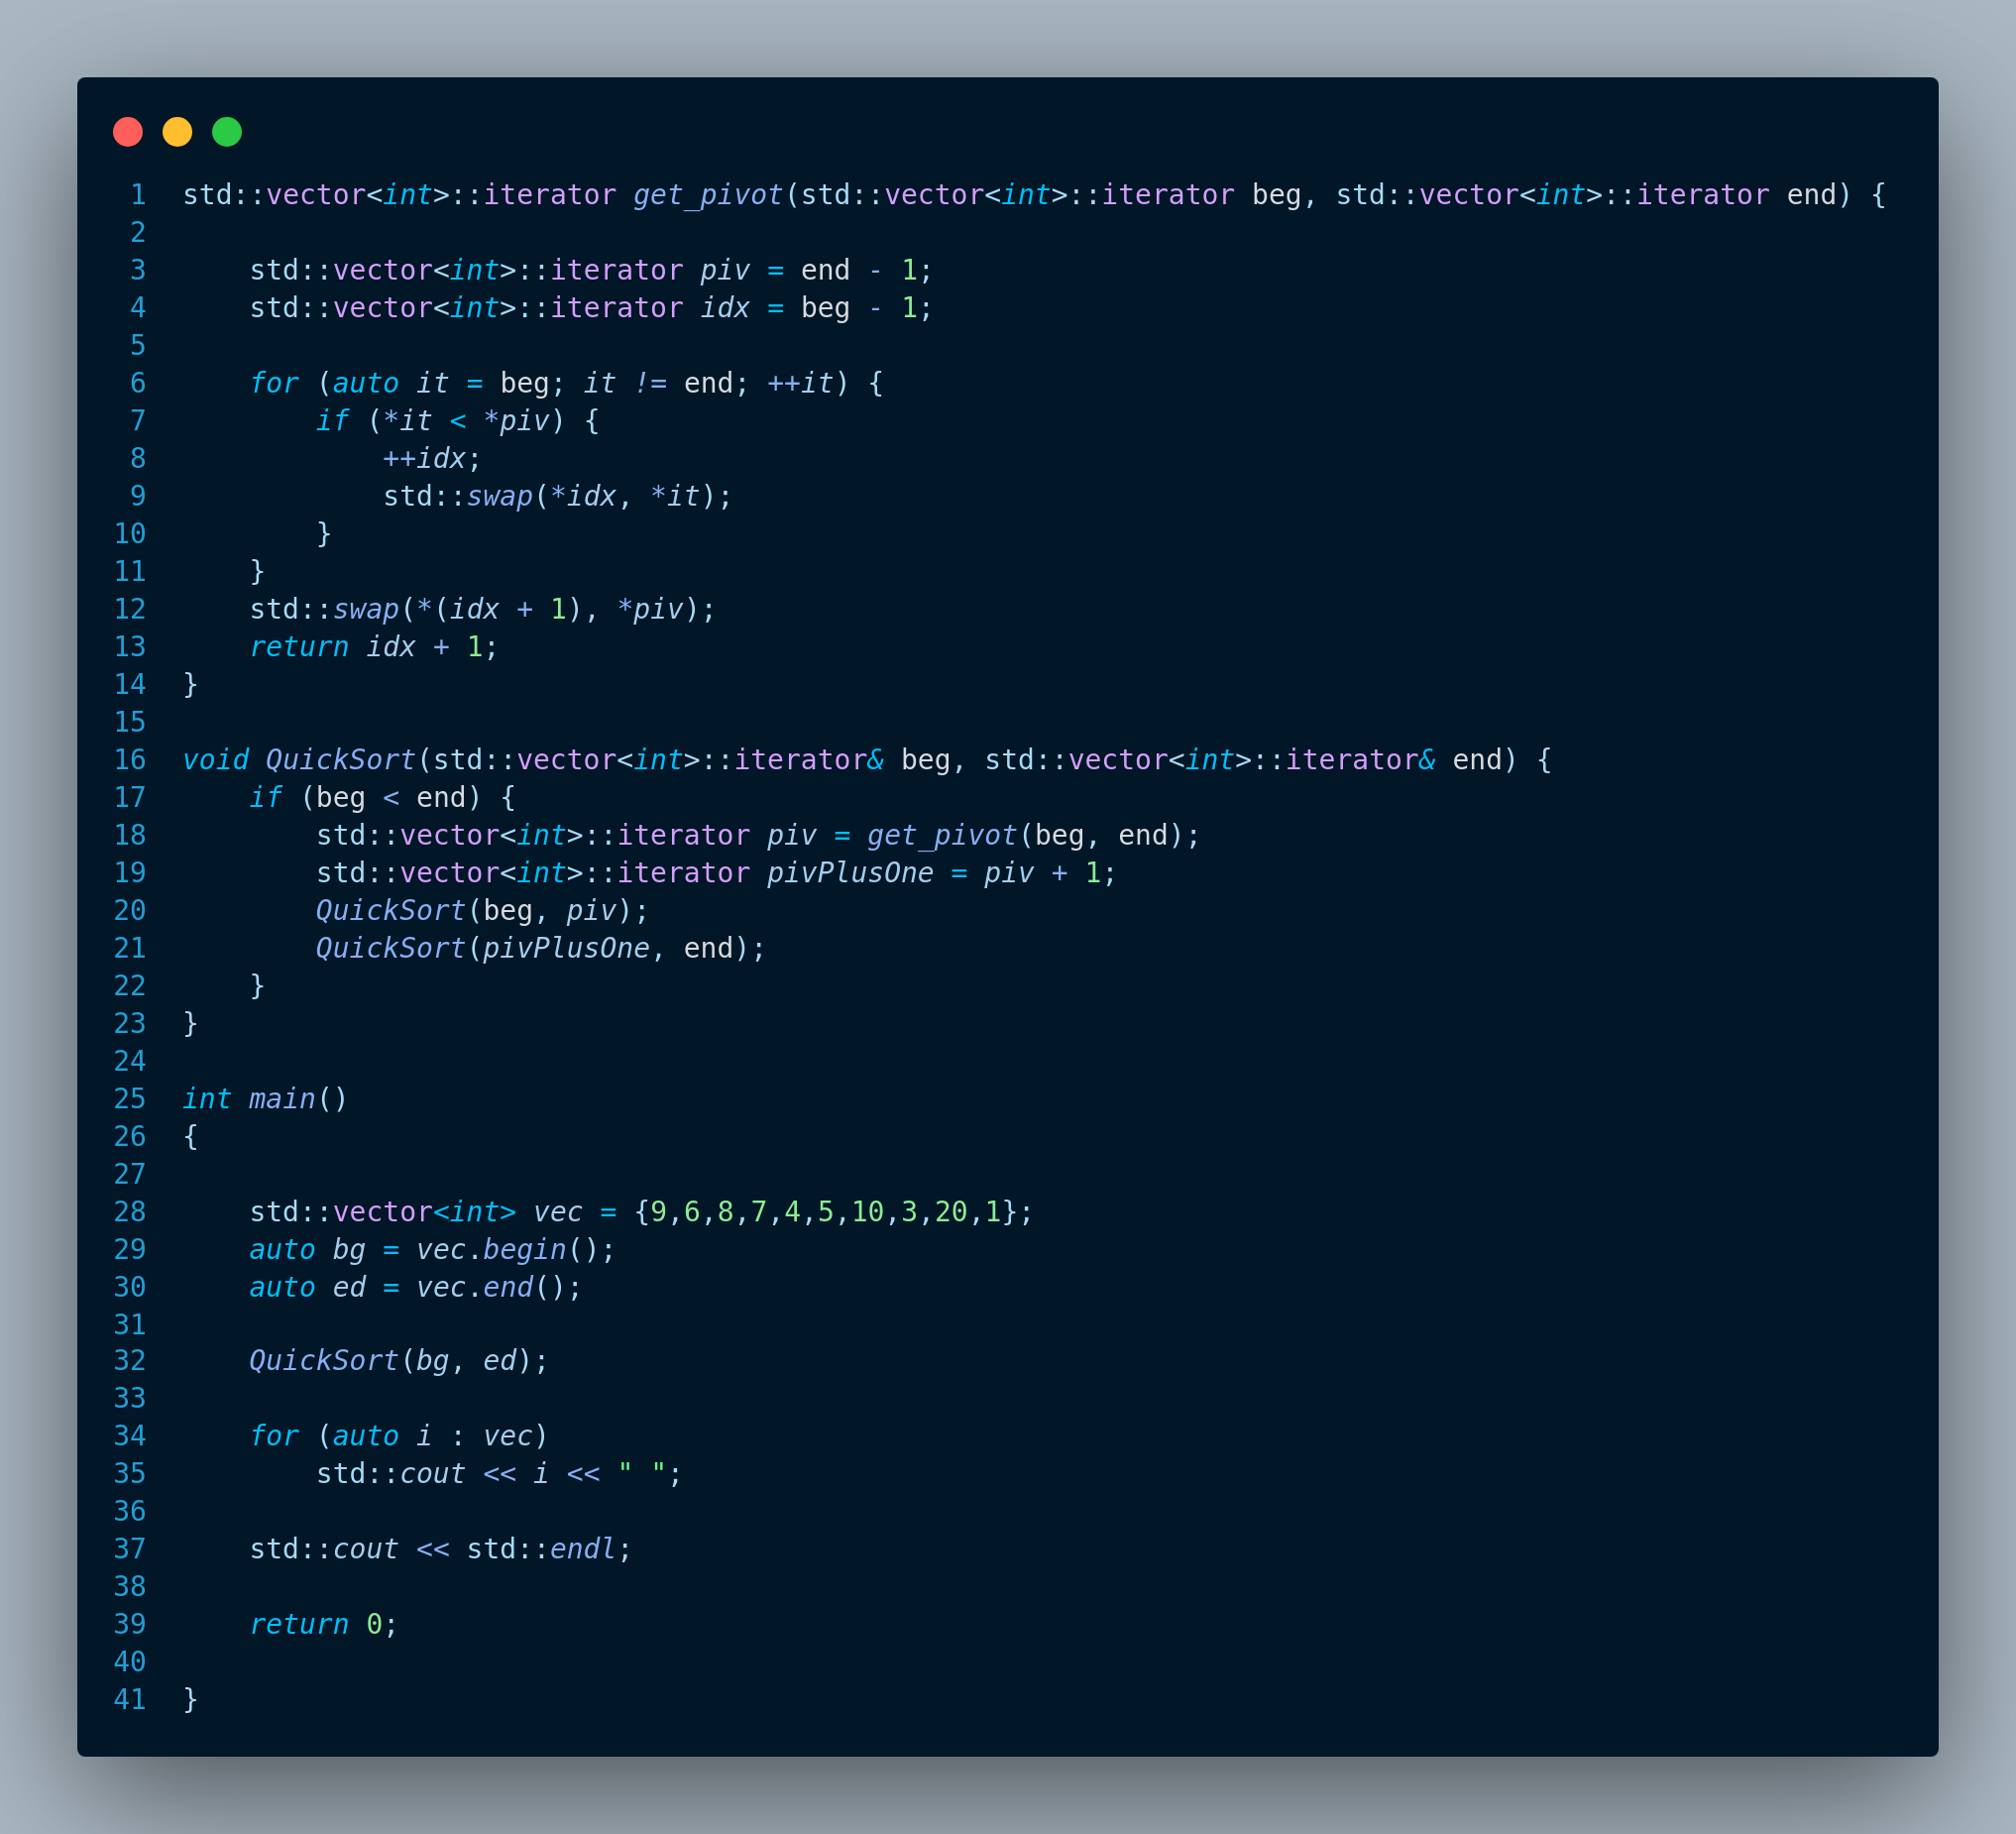 1 std::vector<int>::iterator get_pivot(std::vector<int>::iterator beg, std::vector<int>::iterator end) {
2
3     std::vector<int>::iterator piv = end - 1;
4     std::vector<int>::iterator idx = beg - 1;
5
6     for (auto it = beg; it != end; ++it) {
7         if (*it < *piv) {
8             ++idx;
9             std::swap(*idx, *it);
10         }
11     }
12     std::swap(*(idx + 1), *piv);
13     return idx + 1;
14 }
15
16 void QuickSort(std::vector<int>::iterator& beg, std::vector<int>::iterator& end) {
17     if (beg < end) {
18         std::vector<int>::iterator piv = get_pivot(beg, end);
19         std::vector<int>::iterator pivPlusOne = piv + 1;
20         QuickSort(beg, piv);
21         QuickSort(pivPlusOne, end);
22     }
23 }
24
25 int main()
26 {
27
28     std::vector<int> vec = {9,6,8,7,4,5,10,3,20,1};
29     auto bg = vec.begin();
30     auto ed = vec.end();
31
32     QuickSort(bg, ed);
33
34     for (auto i : vec)
35         std::cout << i << " ";
36
37     std::cout << std::endl;
38
39     return 0;
40
41 }